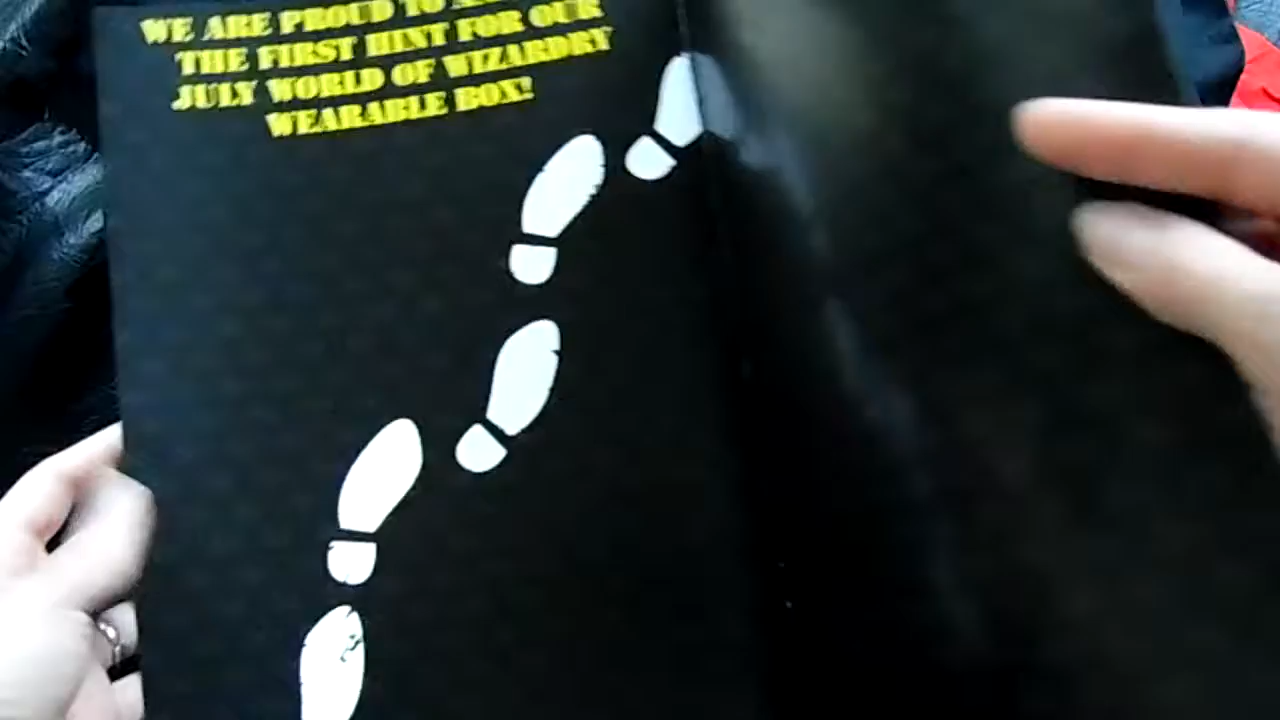 WE ARE PROUD TO
THE FIRST HINT FOR OUR
JULY WORLD OF WIZARDRY
WEARABLE BOX!